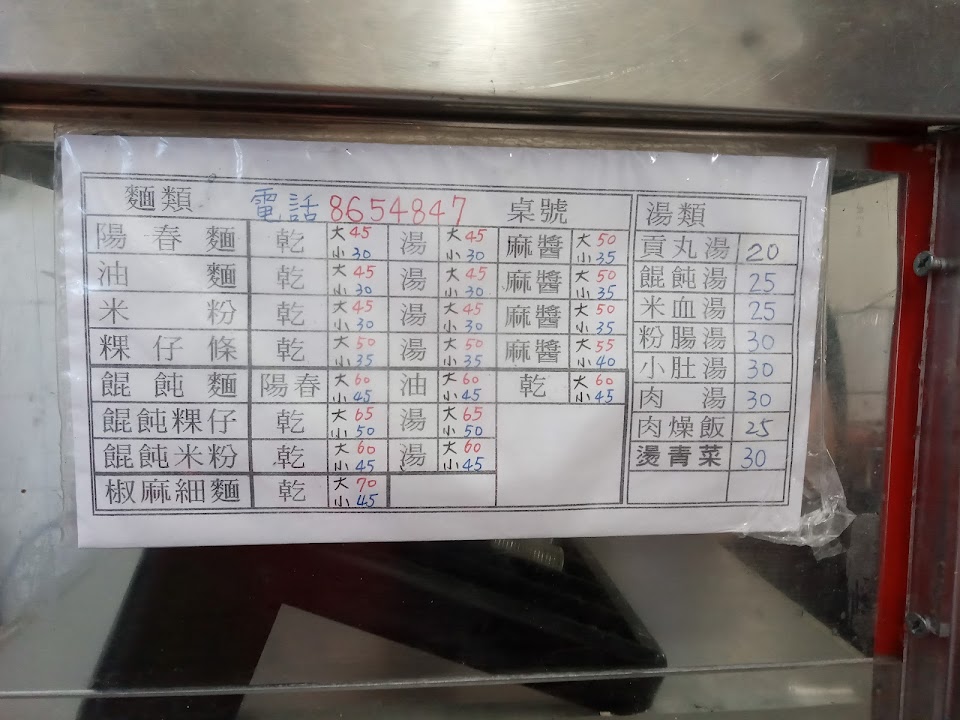 麵類 電話 8654847 桌號
陽春麵 乾 大45 小30 湯 大45 小30 麻醬 大50 小35
油麵 乾 大45 小30 湯 大45 小30 麻醬 大50 小35
米粉 乾 大45 小30 湯 大45 小30 麻醬 大50 小35
粿仔條 乾 大50 小35 湯 大50 小35 麻醬 大55 小40
餛飩麵 陽春 大60 小45 油 大60 小45 乾 大60 小45
餛飩粿仔 乾 大65 小50 湯 大65 小50
餛飩米粉 乾 大60 小45 湯 大60 小45
椒麻細麵 乾 大70 小45
湯類
貢丸湯 20
餛飩湯 25
米血湯 25
粉腸湯 30
小肚湯 30
肉湯 30
肉燥飯 25
燙青菜 30